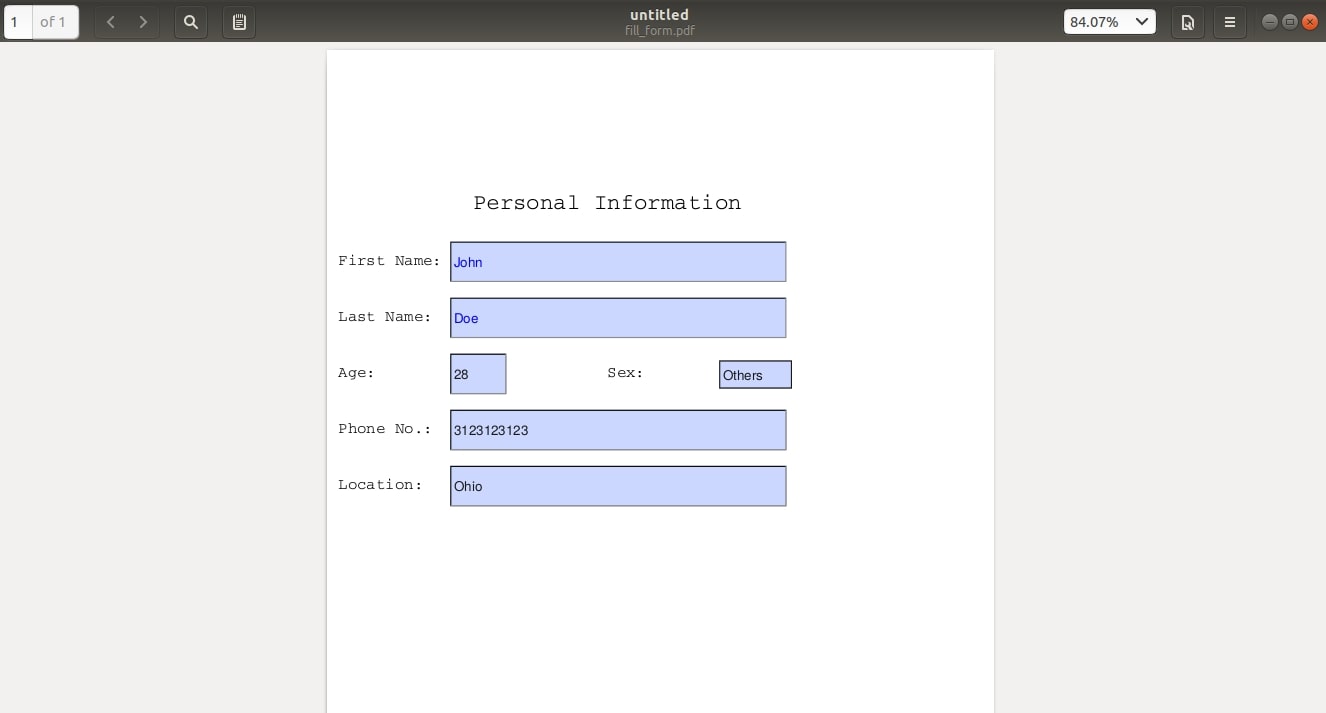 1 of 1
untitled
fill_form.pdf
84.07%
Personal Information
First Name: John
Last Name: Doe
Age: 28 Sex: Others
Phone No.: 3123123123
Location: Ohio